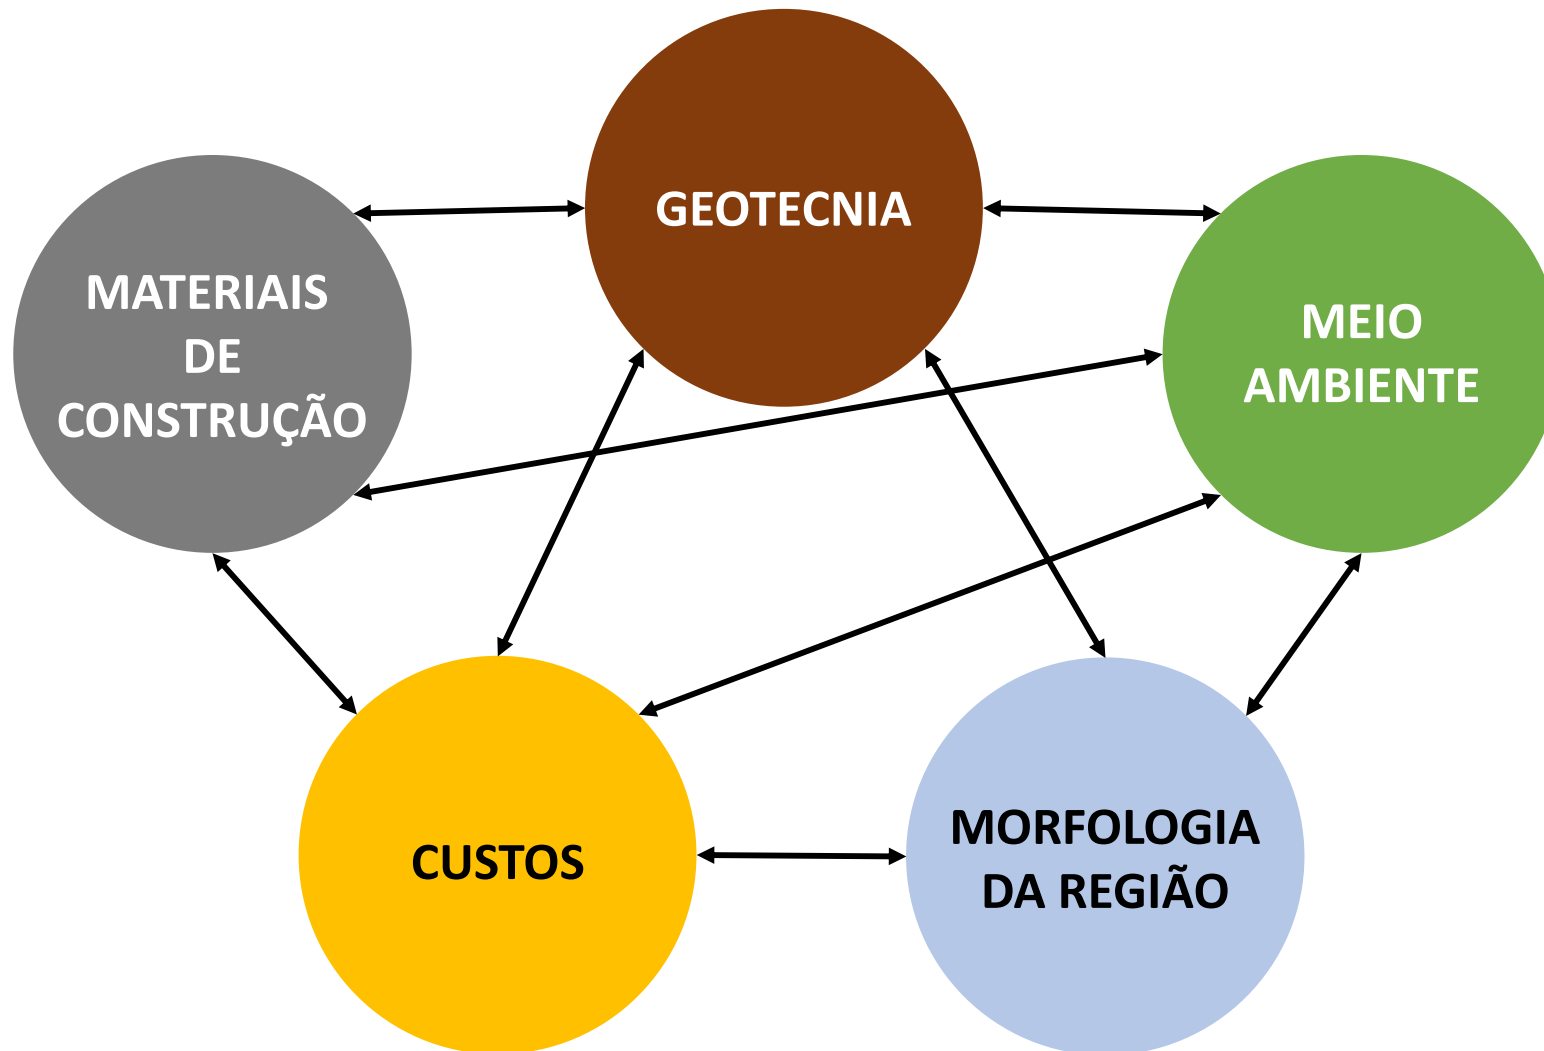 GEOTECNIA
MATERIAIS
DE
CONSTRUÇÃO
MEIO
AMBIENTE
CUSTOS
MORFOLOGIA
DA REGIÃO